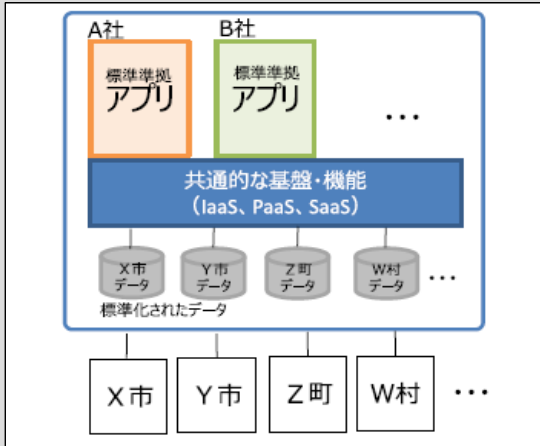 A社
B社
標準準拠
アプリ
標準準拠
アプリ
…
共通的な基盤・機能
（IaaS、PaaS、SaaS）
X市
データ
Y市
データ
Z町
データ
W村
データ
…
標準化されたデータ
X市
Y市
Z町
W村
…